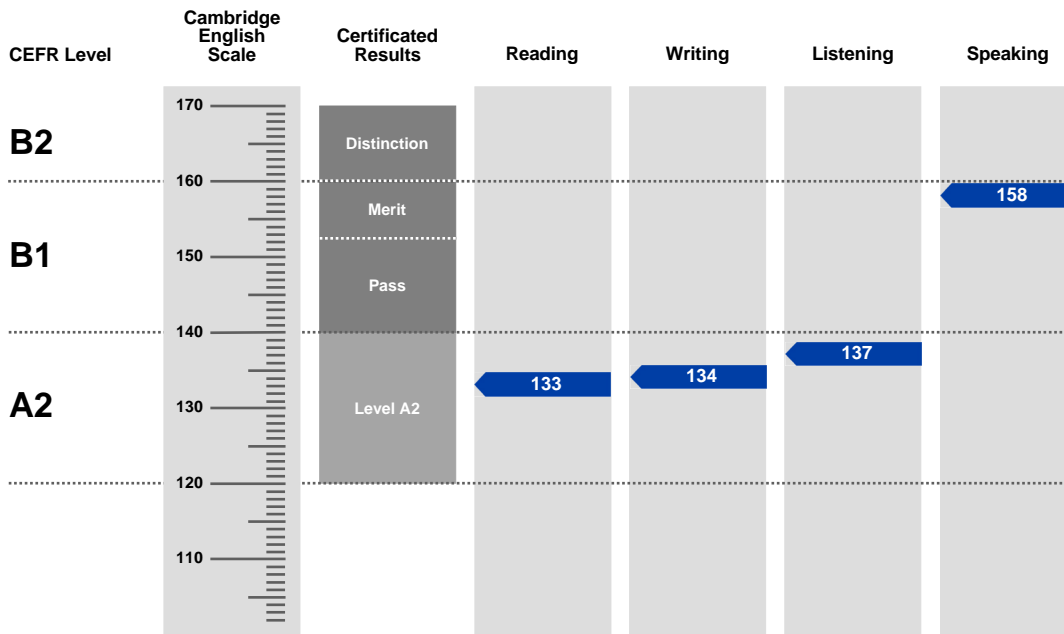 CEFR Level
Cambridge
English
Scale
Certificated
Results
Reading
Writing
Listening
Speaking
170
B2
Distinction
160
158
Merit
B1
150
Pass
140
137
134
133
A2
130
Level A2
120
110